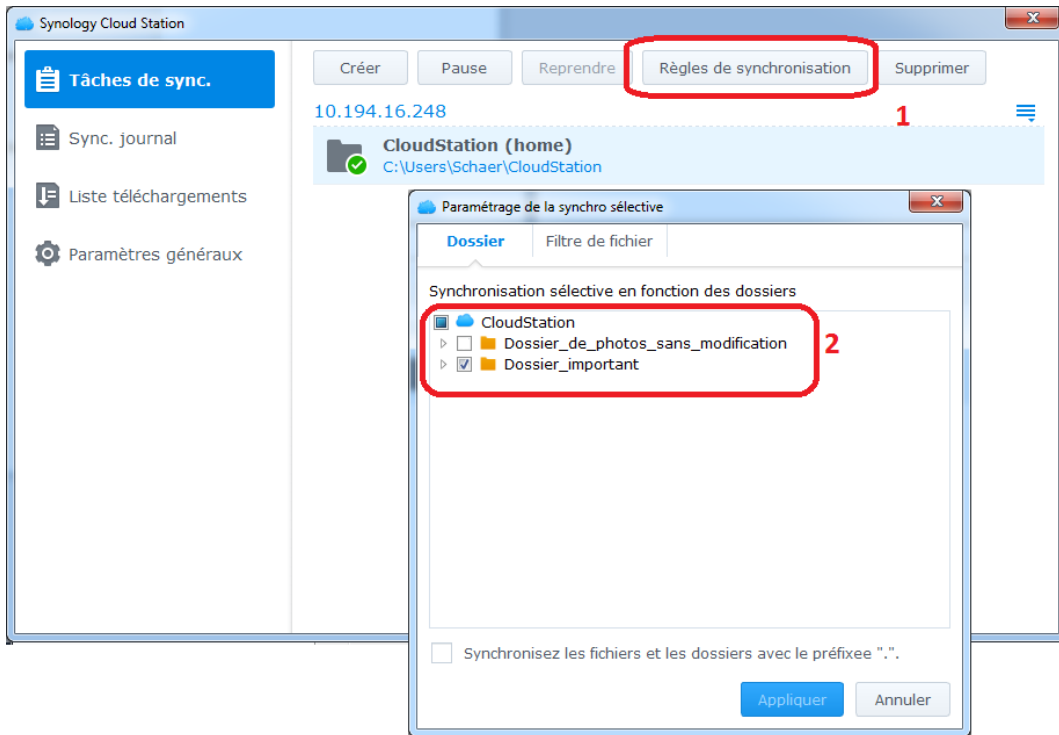 Synology Cloud Station
Tâches de sync.
Sync. journal
Liste téléchargements
Paramètres généraux
Créer Pause Reprendre Règles de synchronisation Supprimer
10.194.16.248
1
CloudStation (home)
C:\Users\Schaer\CloudStation
Paramétrage de la synchro sélective
Dossier Filtre de fichier
Synchronisation sélective en fonction des dossiers
CloudStation
Dossier_de_photos_sans_modification
2
Dossier_important
Synchronisez les fichiers et les dossiers avec le préfixee ".".
Appliquer Annuler